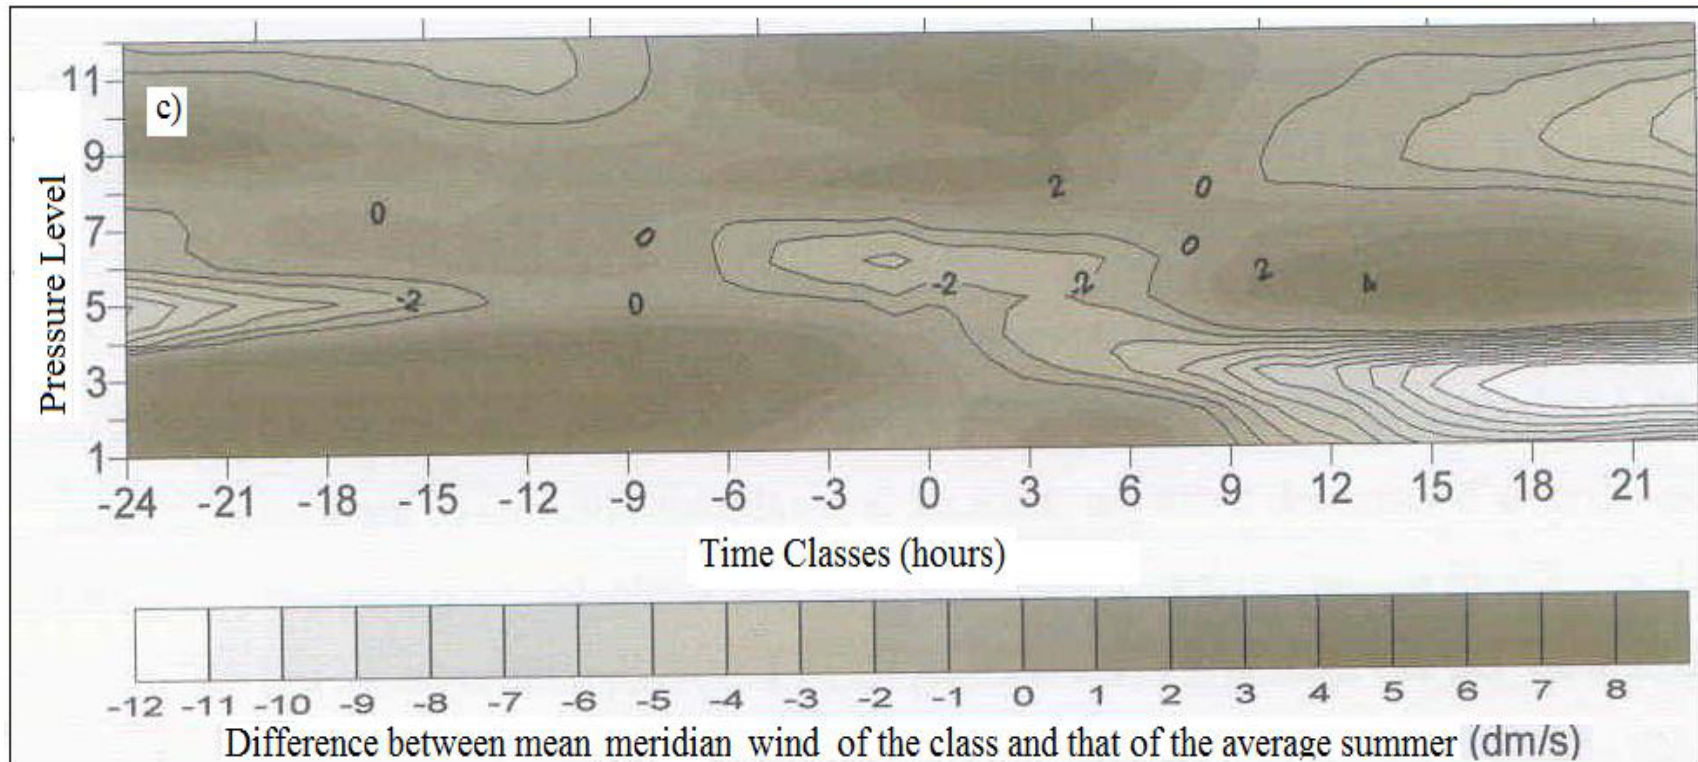 c)
Pressure Level
11
9
7
5
3
1
2 0
0
0 0
2 4
-2 0 -2 2
-24 -21 -18 -15 -12 -9 -6 -3 0 3 6 9 12 15 18 21
Time Classes (hours)
-12 -11 -10 -9 -8 -7 -6 -5 -4 -3 -2 -1 0 1 2 3 4 5 6 7 8
Difference between mean meridian wind of the class and that of the average summer (dm/s)